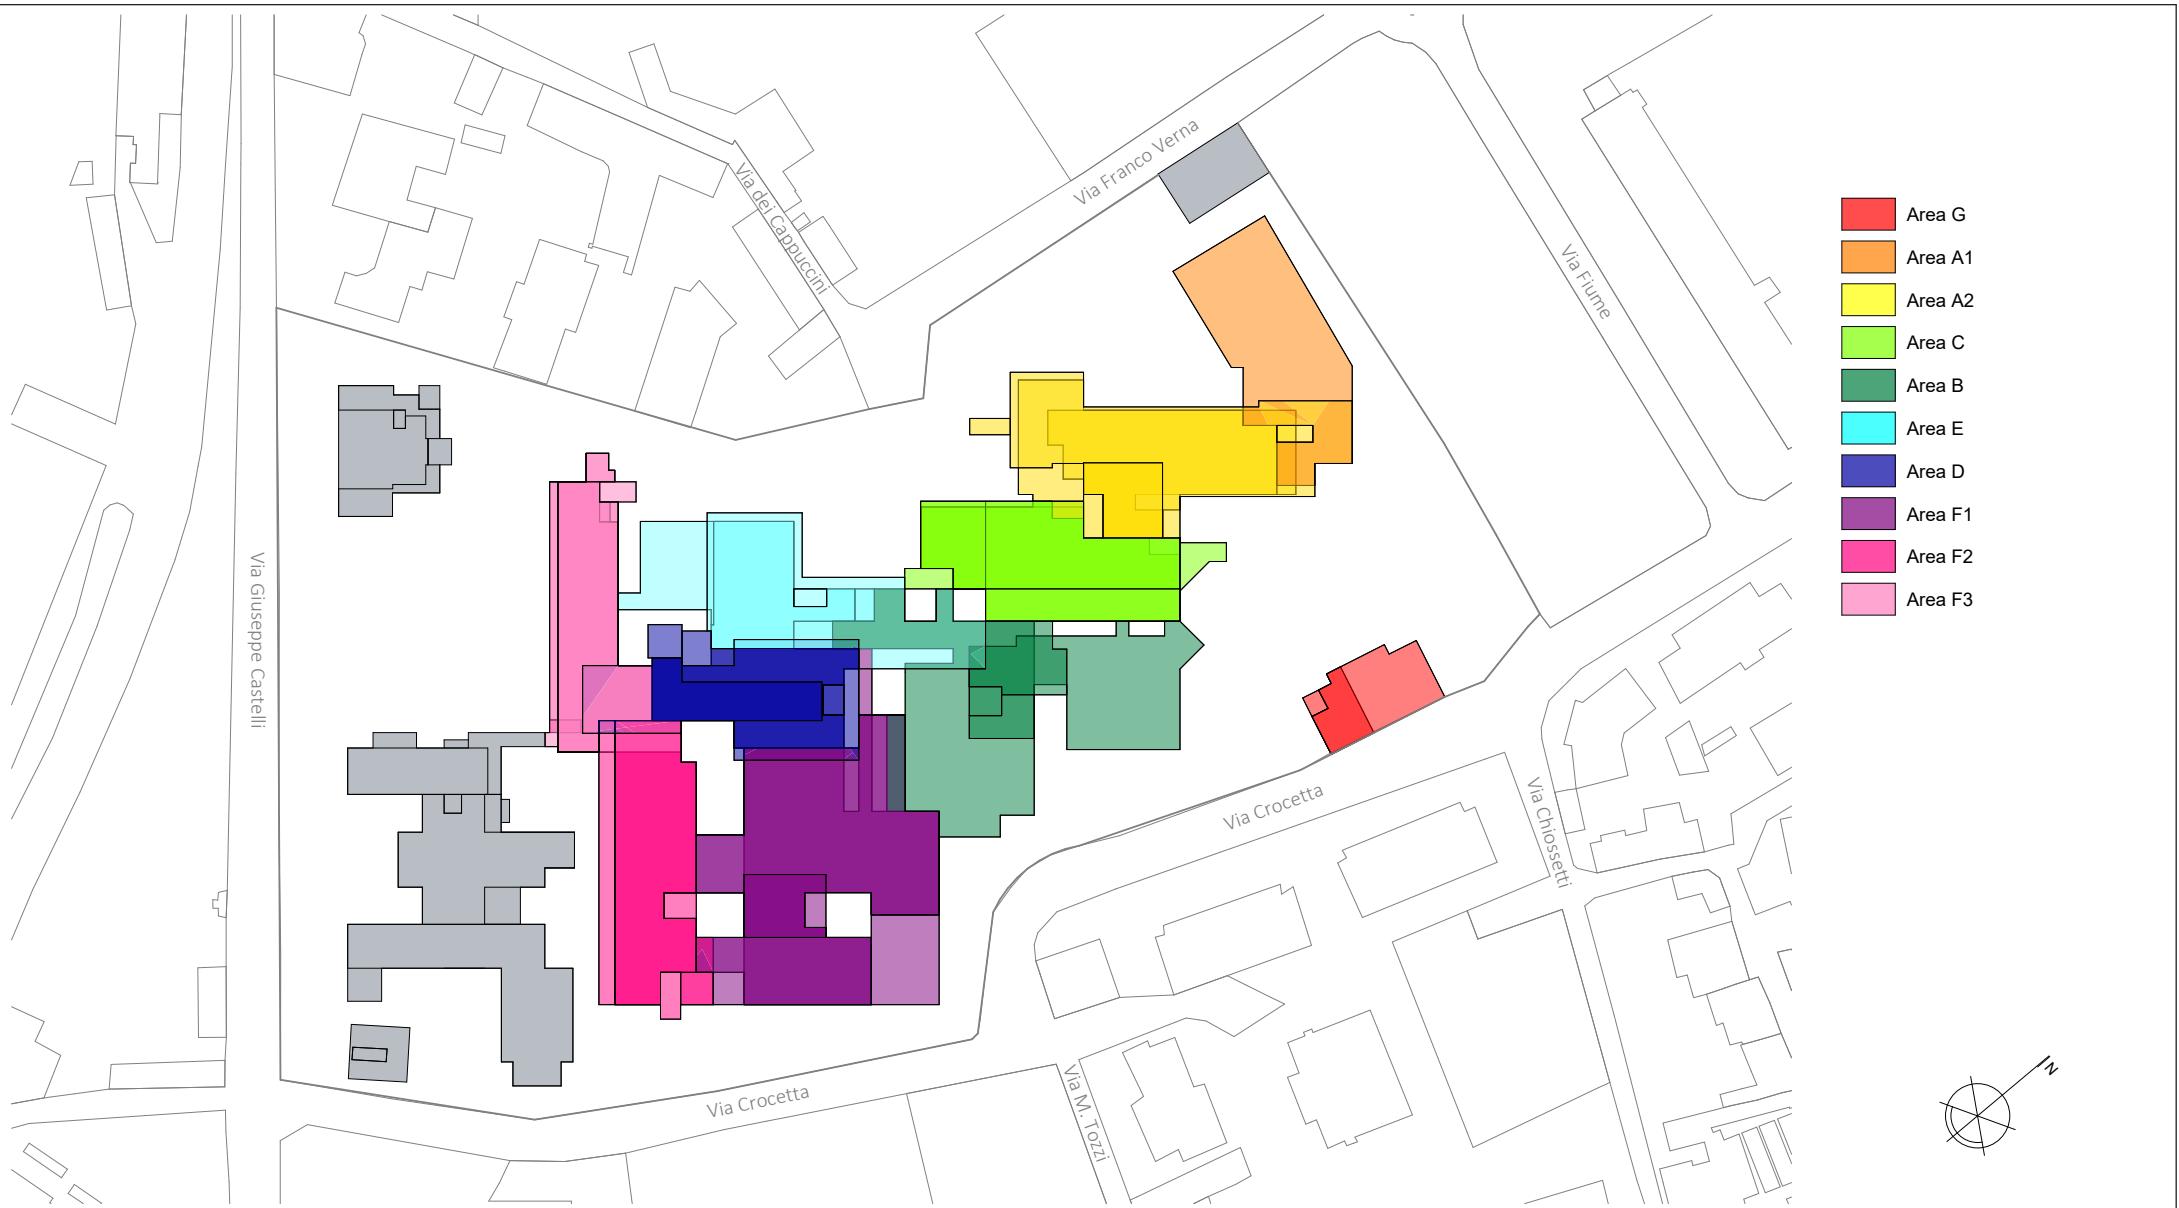 Via Franco Verna
Via dei Cappuccini
Via Fiume
Via Giuseppe Castelli
Via Crocetta
Via Chiossetti
Via Crocetta
Via M. Tozzi
Area G
Area A1
Area A2
Area C
Area B
Area E
Area D
Area F1
Area F2
Area F3
N